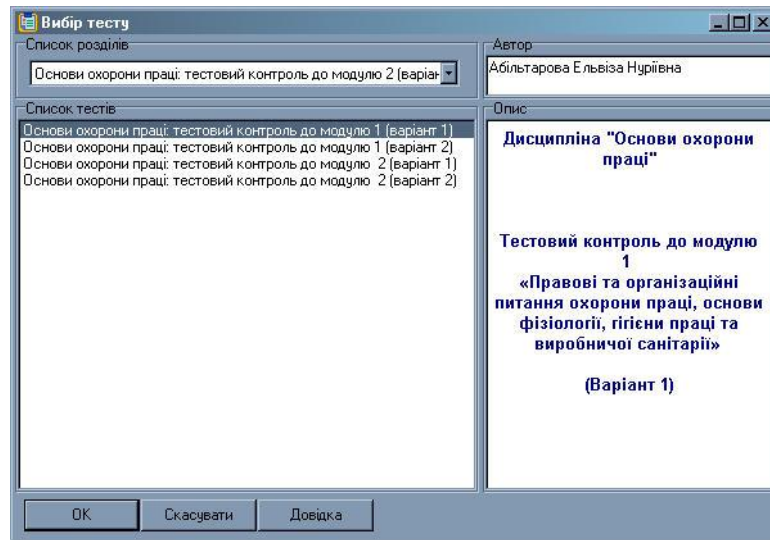 Вибір тесту
Список розділів
Основи охорони праці: тестовий контроль до модулю 2 (варіан
Автор
Абільтарова Ельвіза Нуріївна
Список тестів
Основи охорони праці: тестовий контроль до модулю 1 (варіант 1)
Основи охорони праці: тестовий контроль до модулю 1 (варіант 2)
Основи охорони праці: тестовий контроль до модулю 2 (варіант 1)
Основи охорони праці: тестовий контроль до модулю 2 (варіант 2)
Опис
Дисципліна "Основи охорони
праці"
Тестовий контроль до модулю
1
«Правові та організаційні
питання охорони праці, основи
фізіології, гігієни праці та
виробничої санітарії»
(Варіант 1)
OK
Скасувати
Довідка